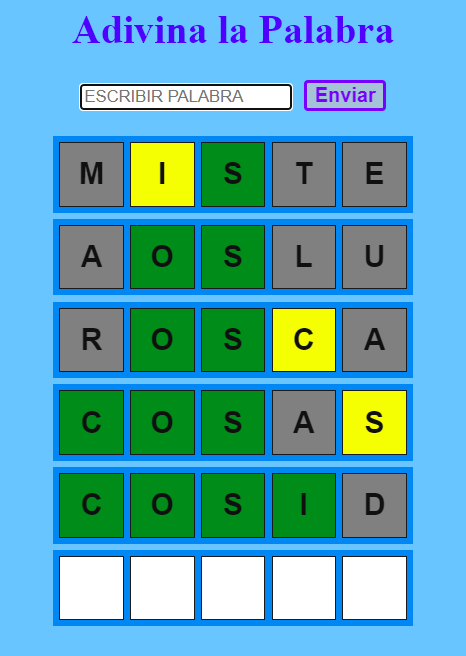 Adivina la Palabra
ESCRIBIR PALABRA Enviar
M I S T E
A O S L U
R O S C A
C O S A S
C O S I D